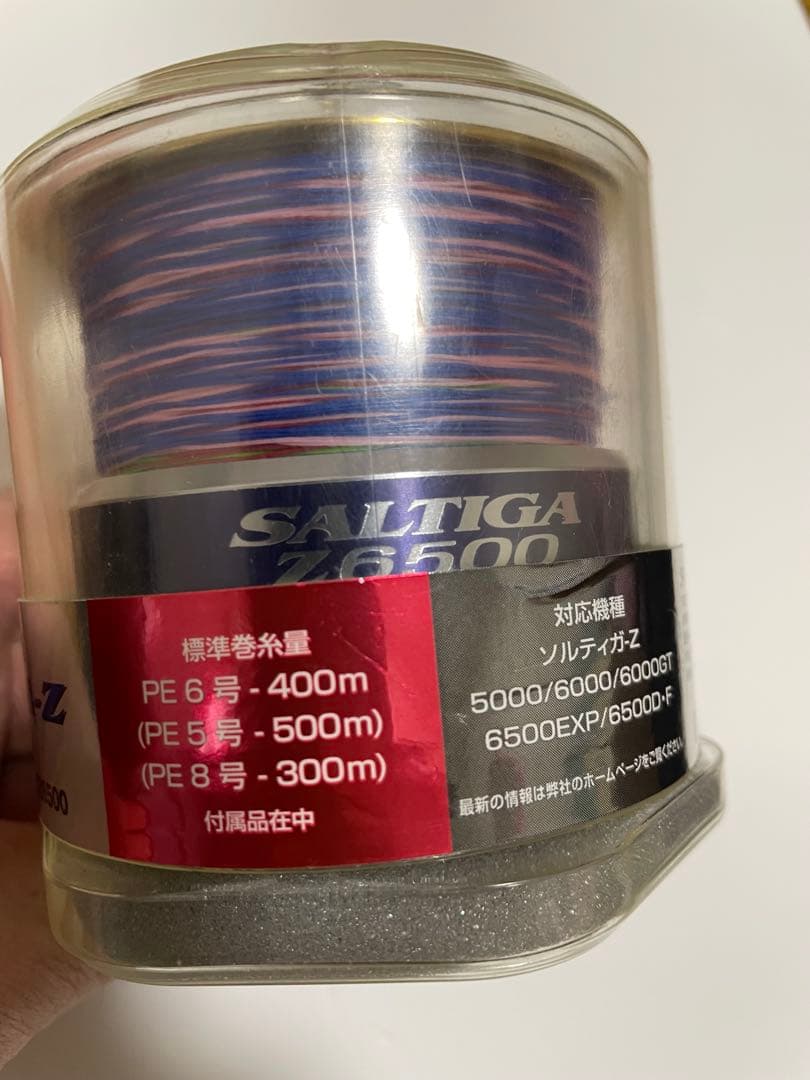 SALTIGA
Z6500
標準巻糸量
PE 6 号 - 400m
(PE 5 号 - 500m)
(PE 8 号 - 300m)
付属品在中
対応機種
ソルティガ-Z
5000/6000/6000GT
6500EXP/6500D・F
最新の情報は弊社のホームページをご覧ください。
-Z
6500